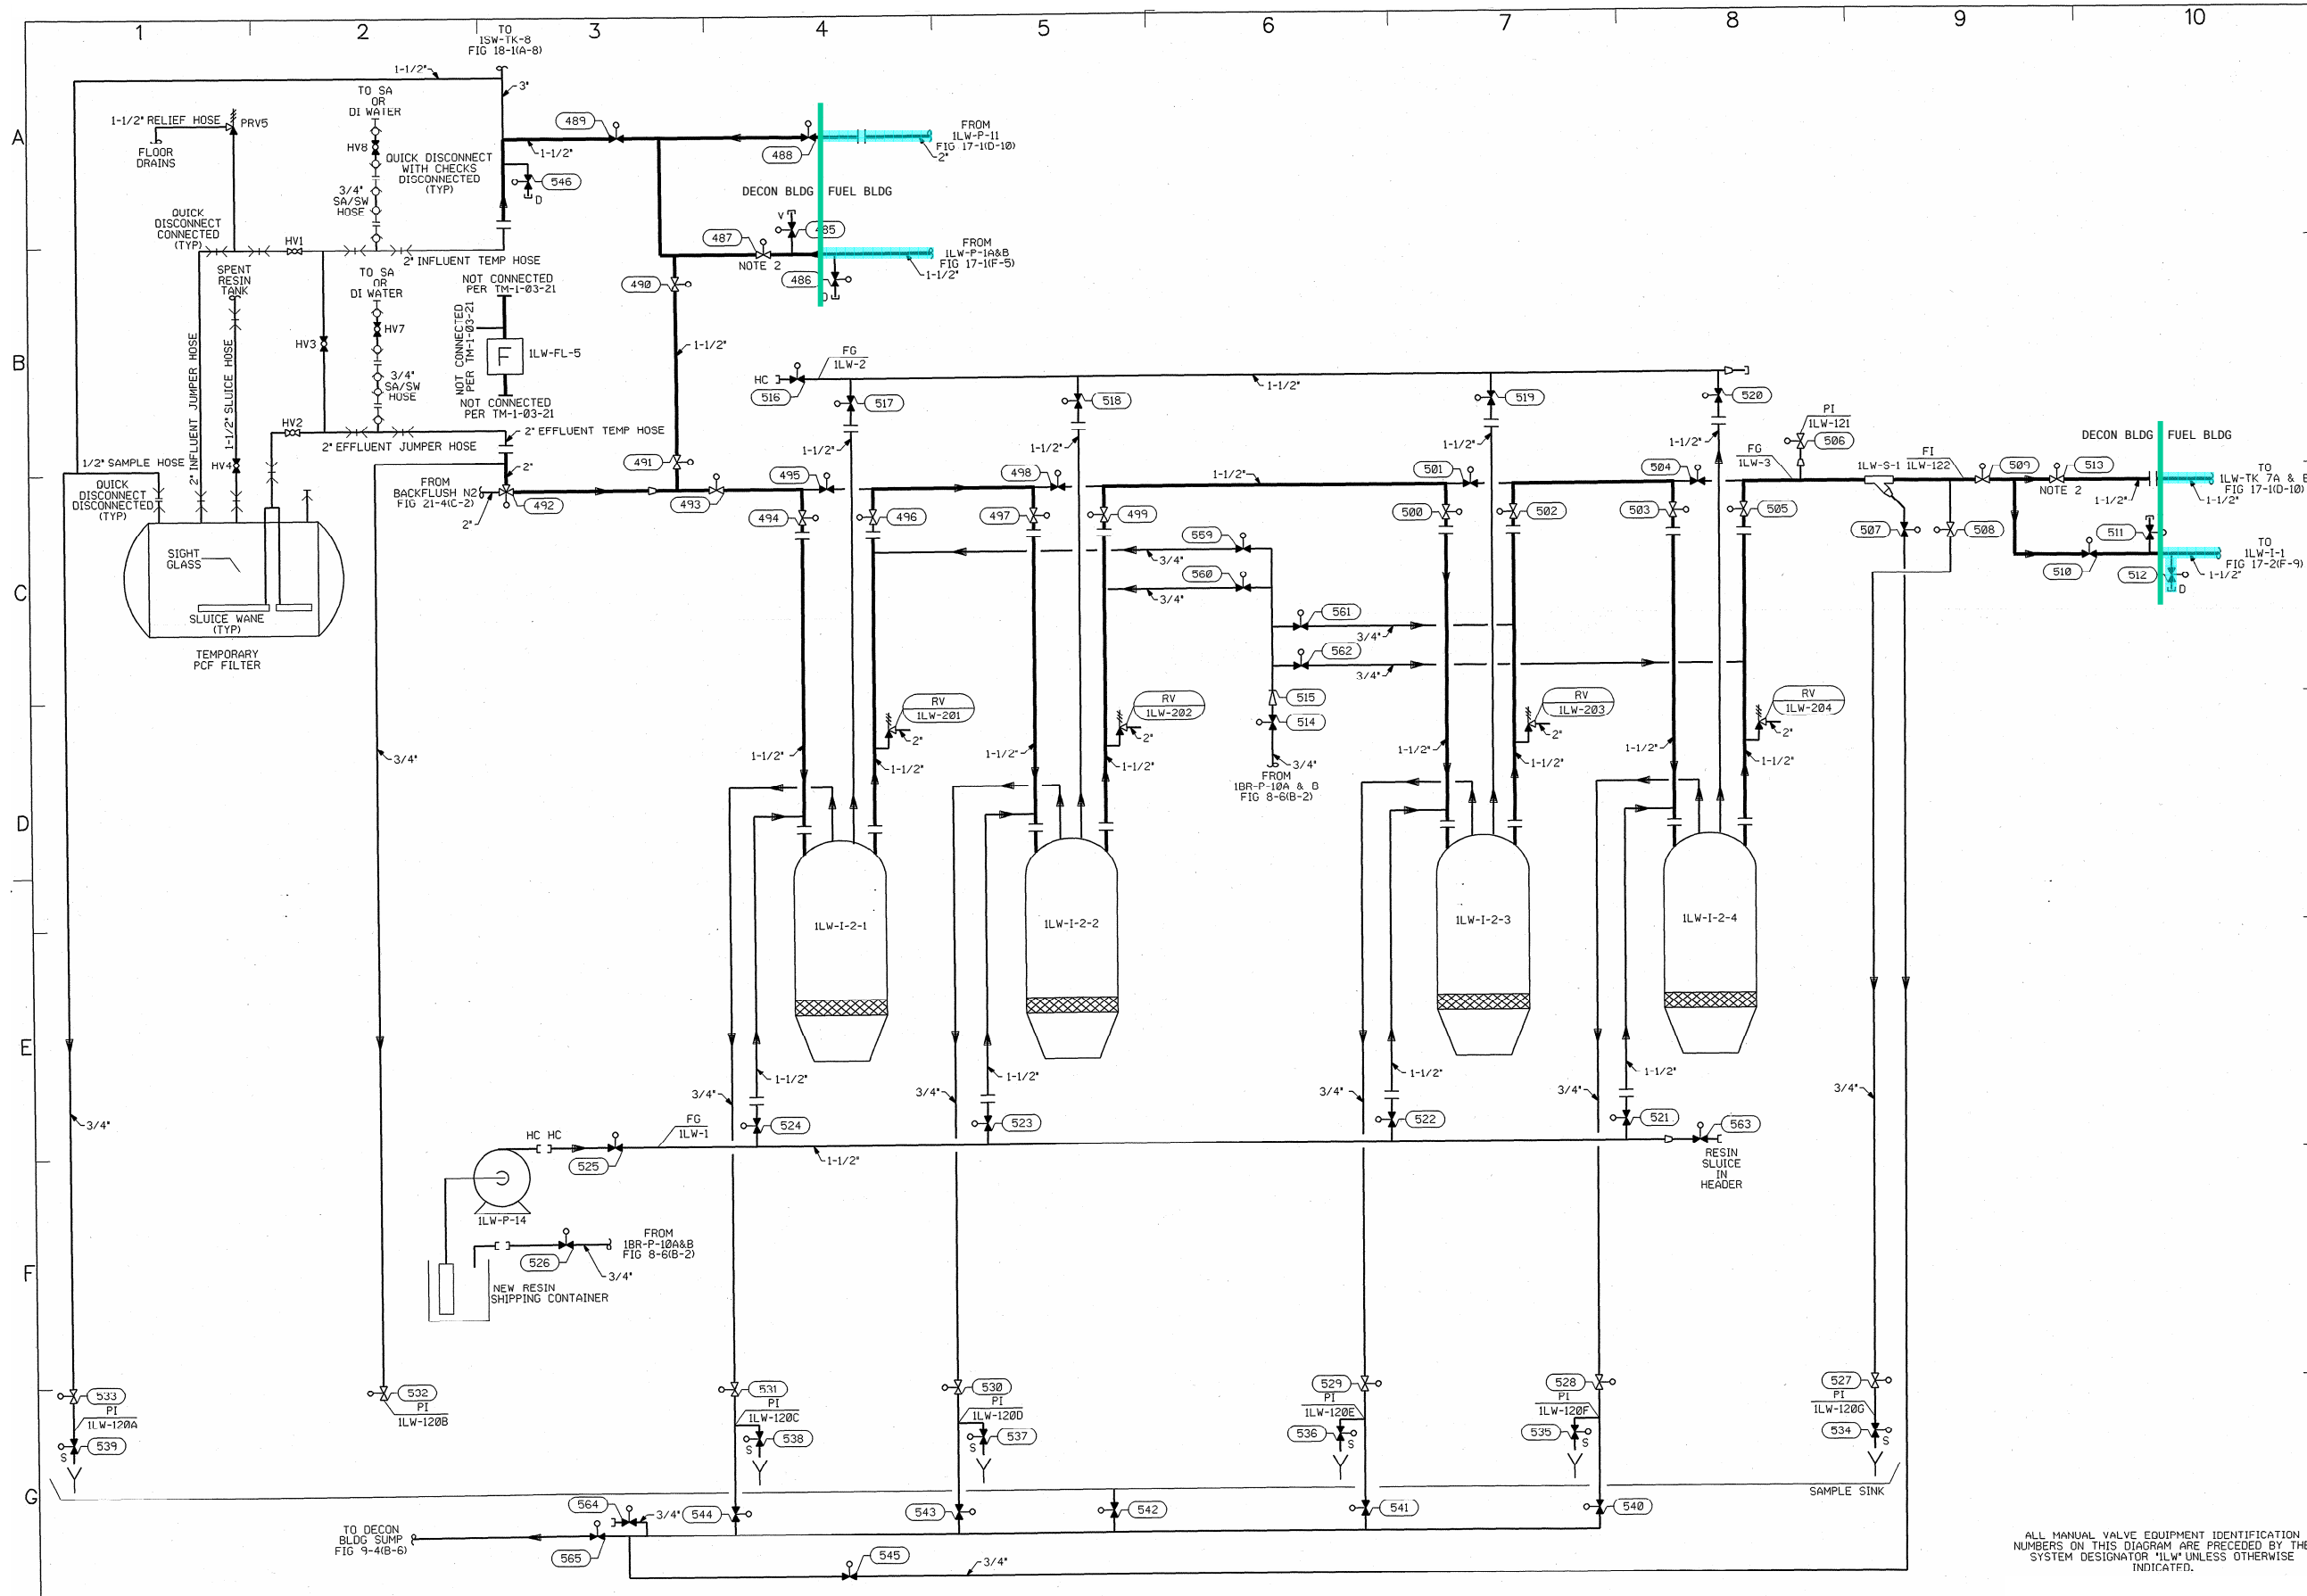 1 2 3 4 5 6 7 8 9 10
TO
1SW-TK-8
FIG 18-1(A-8)
1-1/2"
3"
A
TO SA
OR
DI WATER
1-1/2" RELIEF HOSE
PRV5
FLOOR
DRAINS
HV8
QUICK DISCONNECT
WITH CHECKS
DISCONNECTED
(TYP)
3/4"
SA/SW
HOSE
489
1-1/2"
488
546
D
FROM
1LW-P-11
FIG 17-1(D-10)
2"
DECON BLDG
FUEL BLDG
QUICK
DISCONNECT
CONNECTED
(TYP)
HV1
2" INFLUENT TEMP HOSE
V
485
487
NOTE 2
486
D
FROM
1LW-P-1A&B
FIG 17-1(F-5)
1-1/2"
490
B
SPENT
RESIN
TANK
TO SA
OR
DI WATER
NOT CONNECTED
PER TM-1-03-21
NOT CONNECTED
PER TM-1-03-21
F
1LW-FL-5
NOT CONNECTED
PER TM-1-03-21
HV7
HV3
3/4"
SA/SW
HOSE
2" INFLUENT JUMPER HOSE
1-1/2" SLUICE HOSE
HV2
HV4
2" EFFLUENT JUMPER HOSE
2" EFFLUENT TEMP HOSE
1-1/2"
HC
FG
1LW-2
516
517
518
519
520
1-1/2"
1-1/2"
1-1/2"
1-1/2"
1-1/2"
PI
1LW-121
506
DECON BLDG
FUEL BLDG
1/2" SAMPLE HOSE
QUICK
DISCONNECT
DISCONNECTED
(TYP)
2"
FROM
BACKFLUSH N2
FIG 21-4(C-2)
2"
492
491
493
495
494
496
498
497
499
1-1/2"
501
500
502
504
503
505
FG
1LW-3
1LW-S-1
FI
1LW-122
509
513
NOTE 2
1-1/2"
1-1/2"
TO
1LW-TK 7A & B
FIG 17-1(D-10)
507
508
511
510
512
D
1-1/2"
TO
1LW-I-1
FIG 17-2(F-9)
C
SIGHT
GLASS
SLUICE WANE
(TYP)
TEMPORARY
PCF FILTER
559
3/4"
560
3/4"
561
3/4"
562
3/4"
515
514
3/4"
FROM
1BR-P-10A & B
FIG 8-6(B-2)
RV
1LW-201
2"
RV
1LW-202
2"
RV
1LW-203
2"
RV
1LW-204
2"
3/4"
1-1/2"
1-1/2"
1-1/2"
1-1/2"
1-1/2"
1-1/2"
1-1/2"
1-1/2"
D
1LW-I-2-1
1LW-I-2-2
1LW-I-2-3
1LW-I-2-4
E
3/4"
3/4"
1-1/2"
3/4"
1-1/2"
3/4"
1-1/2"
3/4"
1-1/2"
3/4"
524
523
522
521
563
HC HC
FG
1LW-1
525
1-1/2"
RESIN
SLUICE
IN
HEADER
1LW-P-14
FROM
1BR-P-10A&B
FIG 8-6(B-2)
526
3/4"
F
NEW RESIN
SHIPPING CONTAINER
533
PI
1LW-120A
539
S
532
PI
1LW-120B
531
PI
1LW-120C
538
S
530
PI
1LW-120D
537
S
529
PI
1LW-120E
536
S
528
PI
1LW-120F
535
S
527
PI
1LW-120G
534
S
G
SAMPLE SINK
564
3/4"
544
543
542
541
540
TO DECON
BLDG SUMP
FIG 9-4(B-6)
565
545
3/4"
ALL MANUAL VALVE EQUIPMENT IDENTIFICATION
NUMBERS ON THIS DIAGRAM ARE PRECEDED BY THE
SYSTEM DESIGNATOR "1LW" UNLESS OTHERWISE
INDICATED.